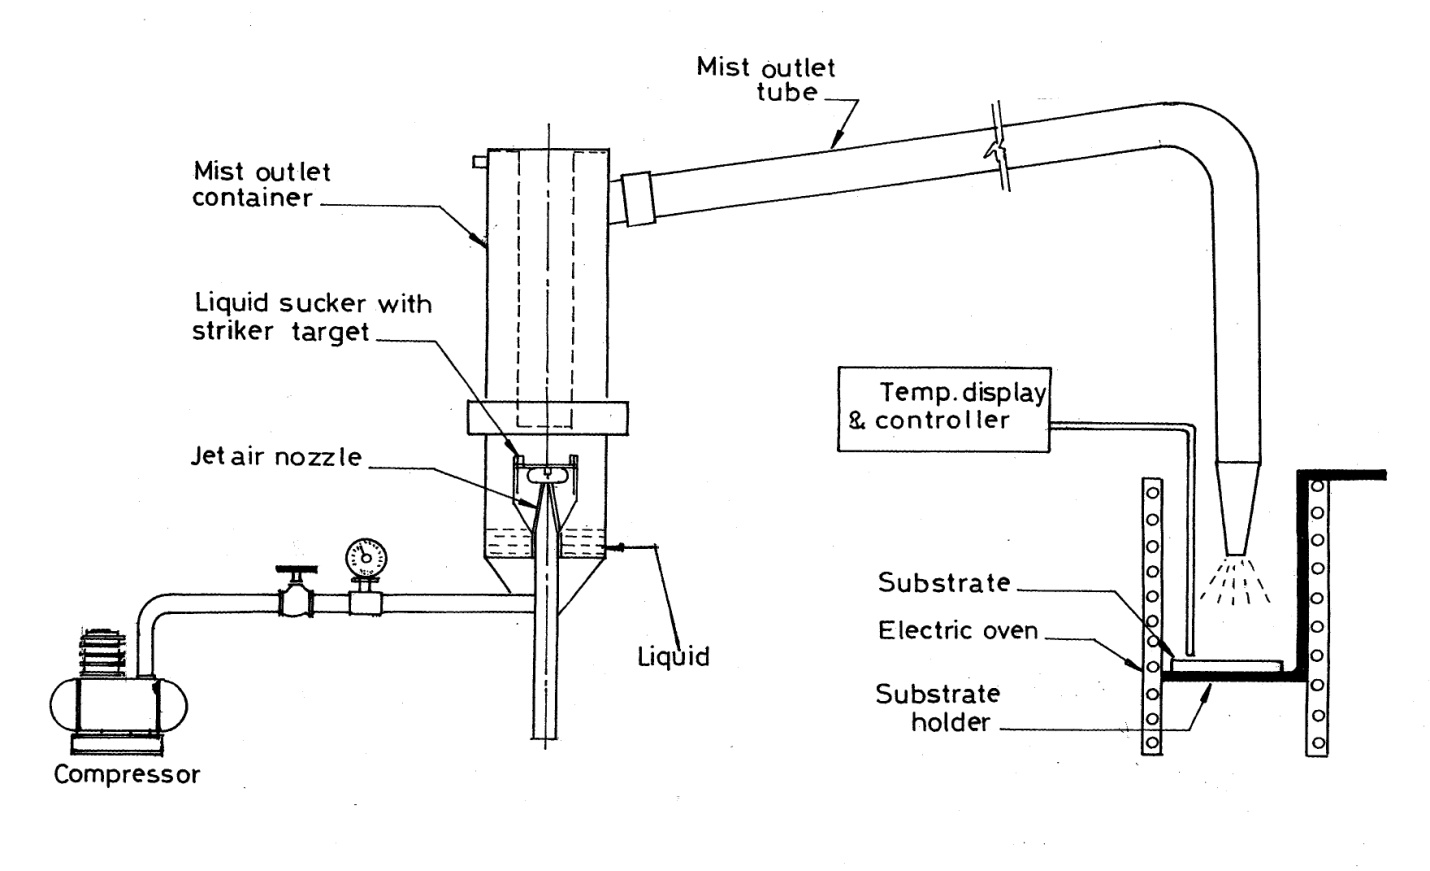 Mist outlet
tube
Mist outlet
container
Liquid sucker with
striker target
Jet air nozzle
Temp. display
& controller
Substrate
Electric oven
Liquid
Substrate
holder
Compressor